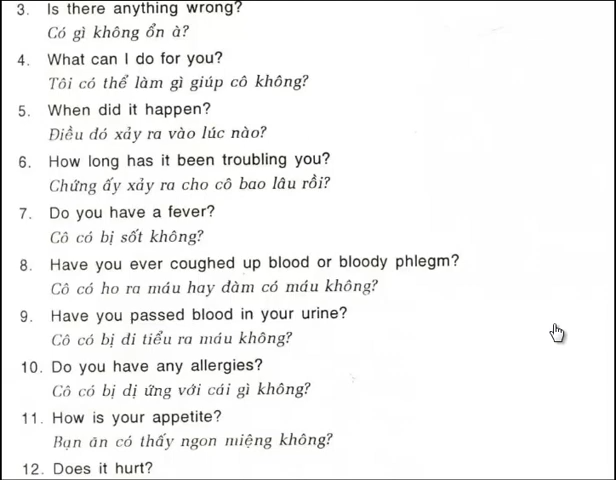 3. Is there anything wrong?
Có gì không ổn à?
4. What can I do for you?
Tôi có thể làm gì giúp cô không?
5. When did it happen?
Điều đó xảy ra vào lúc nào?
6. How long has it been troubling you?
Chứng ấy xảy ra cho cô bao lâu rồi?
7. Do you have a fever?
Cô có bị sốt không?
8. Have you ever coughed up blood or bloody phlegm?
Cô có ho ra máu hay đàm có máu không?
9. Have you passed blood in your urine?
Cô có bị đi tiểu ra máu không?
10. Do you have any allergies?
Cô có bị dị ứng với cái gì không?
11. How is your appetite?
Bạn ăn có thấy ngon miệng không?
12. Does it hurt?